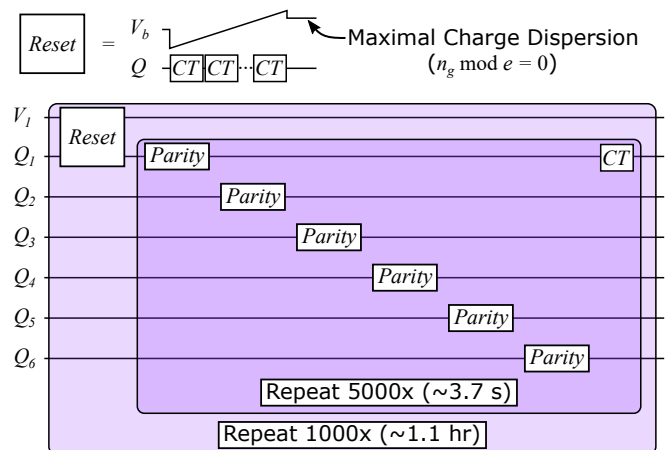 Reset = V_b
Maximal Charge Dispersion
Q CT CT ... CT
(n_g mod e = 0)
V_1
Reset
Q_1 Parity CT
Q_2 Parity
Q_3 Parity
Q_4 Parity
Q_5 Parity
Q_6 Parity
Repeat 5000x (~3.7 s)
Repeat 1000x (~1.1 hr)